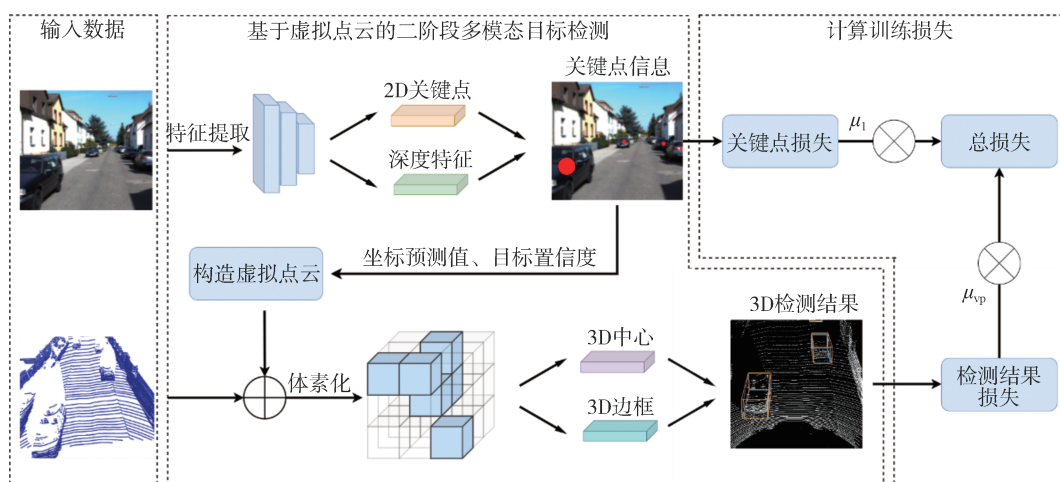 输入数据
基于虚拟点云的二阶段多模态目标检测
计算训练损失
关键点信息
2D关键点
特征提取
深度特征
关键点损失
μ₁
总损失
构造虚拟点云
坐标预测值、目标置信度
μvp
3D检测结果
3D中心
体素化
3D边框
检测结果
损失